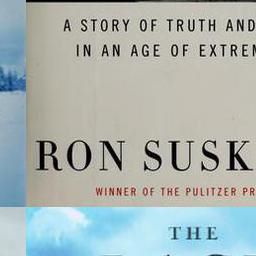 A STORY OF TRUTH AND
IN AN AGE OF EXTREM
RON SUSK
WINNER OF THE PULITZER PR
THE